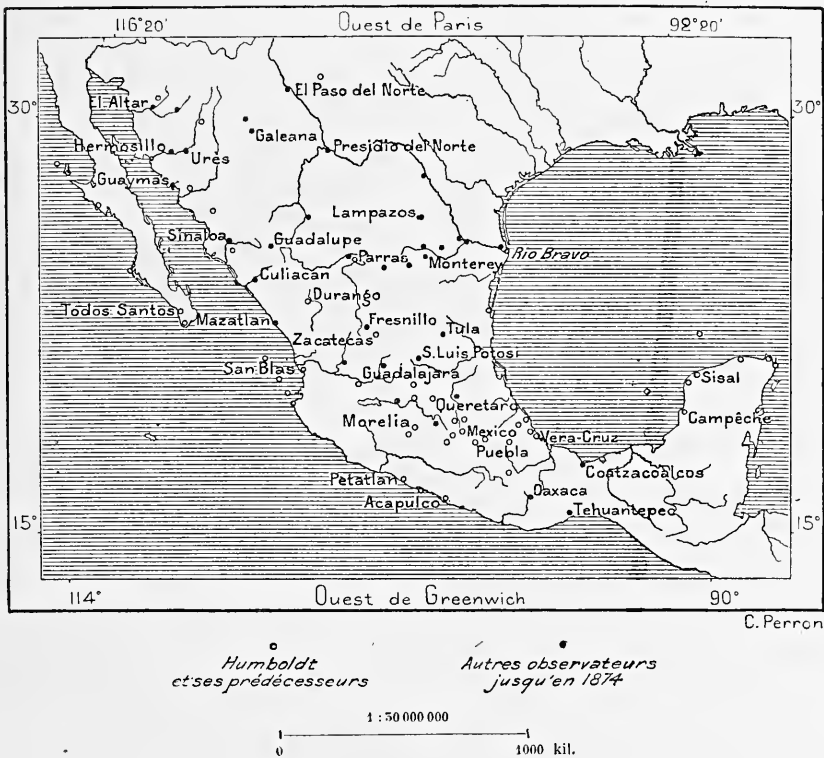 116°20' Ouest de Paris 92°20'
30° 30°
El Paso del Norte
El Altar
Galeana
Hermosillo
Ures
Presidio del Norte
Guaymas
Lampazos
Sinaloa
Guadalupe
Rio Bravo
Parras
Monterey
Culiacan
Durango
Todos Santos
Mazatlan
Fresnillo
Tula
Zacatecas
S. Luis Potosi
San Blas
Guadalajara
Sisal
Queretaro
Campêche
Morelia
Mexico
Vera-Cruz
Puebla
Coatzacoalcos
Petatlan
Oaxaca
Acapulco
Tehuantepec
15° 15°
114° Ouest de Greenwich 90°
C. Perron
Humboldt
et ses prédécesseurs
Autres observateurs
jusqu'en 1874
1 : 30 000 000
0 1000 kil.